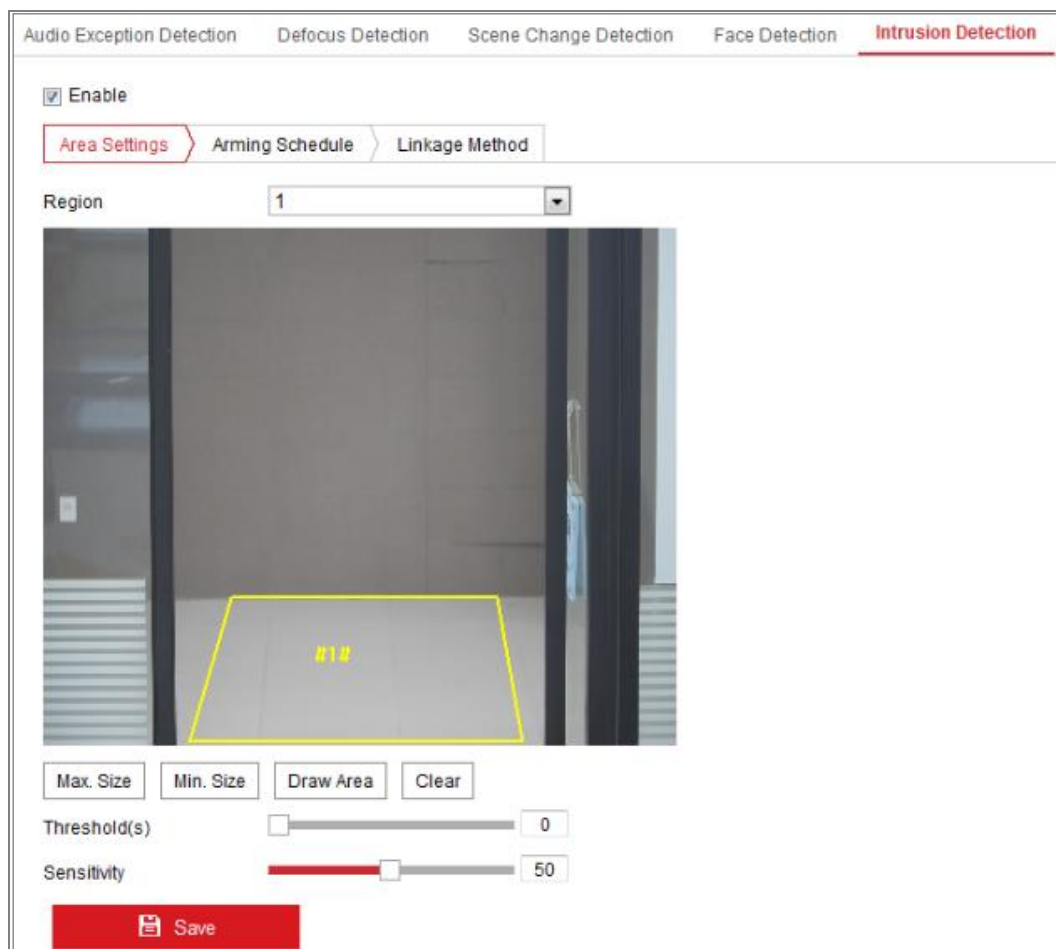 Audio Exception Detection Defocus Detection Scene Change Detection Face Detection Intrusion Detection
Enable
Area Settings Arming Schedule Linkage Method
Region 1
#1#
Max. Size Min. Size Draw Area Clear
Threshold(s) 0
Sensitivity 50
Save